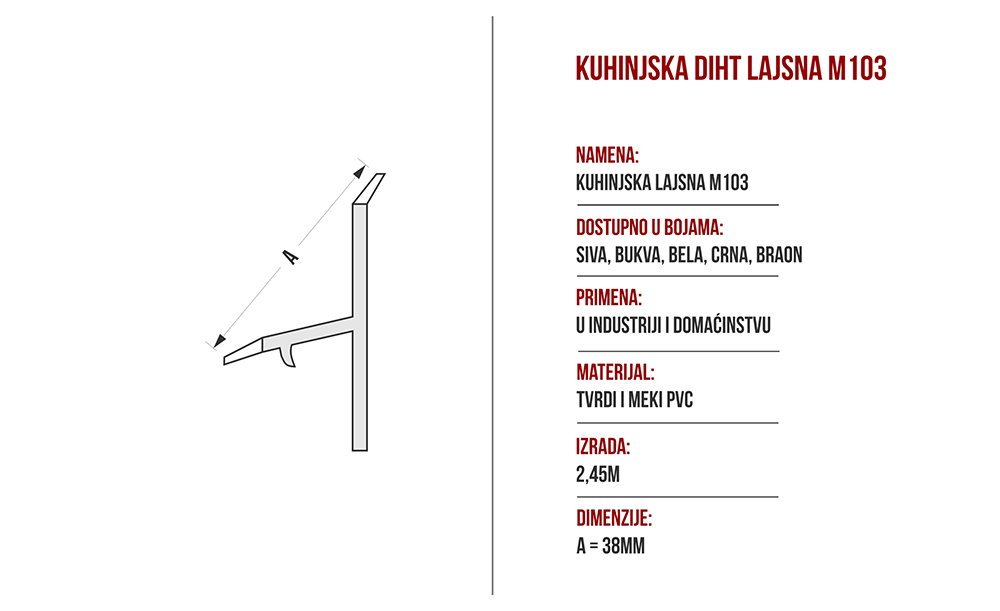 KUHINJSKA DIHT LAJSNA M103
NAMENA:
KUHINJSKA LAJSNA M103
DOSTUPNO U BOJAMA:
SIVA, BUKVA, BELA, CRNA, BRAON
PRIMENA:
U INDUSTRIJI I DOMAĆINSTVU
MATERIJAL:
TVRDI I MEKI PVC
IZRADA:
2,45M
DIMENZIJE:
A = 38MM
A